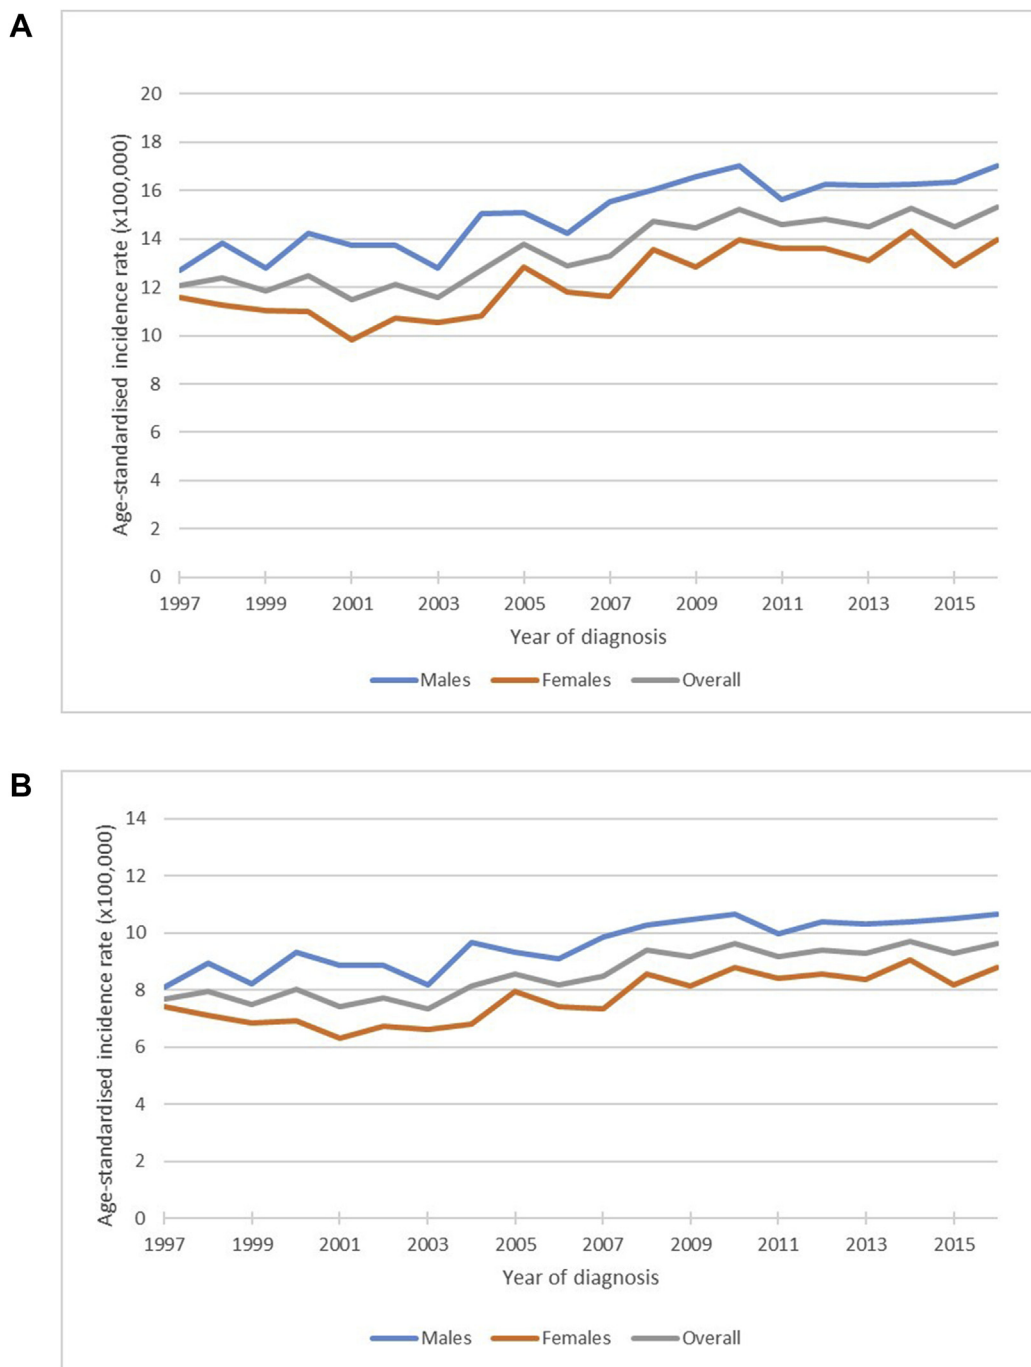 A
20
18
16
14
12
10
8
6
4
2
0
Age-standardised incidence rate (x100,000)
1997 1999 2001 2003 2005 2007 2009 2011 2013 2015
Year of diagnosis
Males Females Overall
B
14
12
10
8
6
4
2
0
Age-standardised incidence rate (x100,000)
1997 1999 2001 2003 2005 2007 2009 2011 2013 2015
Year of diagnosis
Males Females Overall